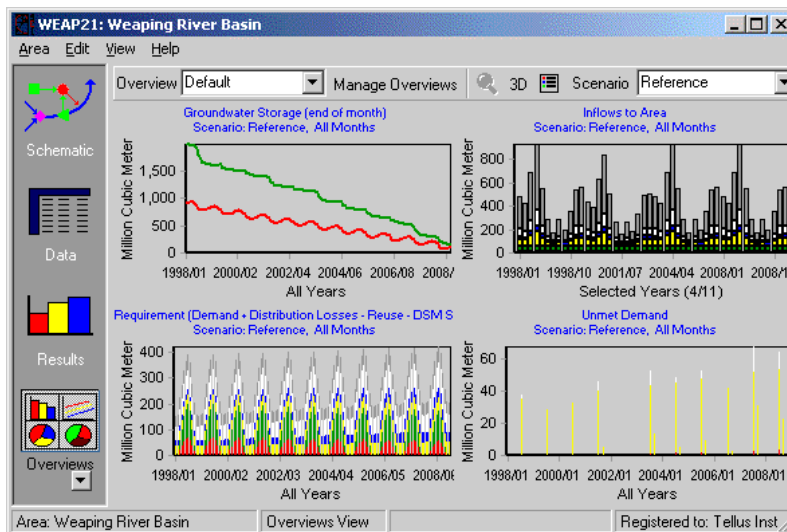 WEAP21: Weaping River Basin
Area Edit View Help
Overview Default Manage Overviews 3D Scenario Reference
Schematic
Data
Results
Overviews
Groundwater Storage (end of month)
Scenario: Reference, All Months
Million Cubic Meter
1,500
1,000
500
0
1998/01 2000/02 2002/04 2004/06 2006/08 2008/
All Years
Inflows to Area
Scenario: Reference, All Months
Million Cubic Meter
800
600
400
200
0
1998/01 1998/10 2001/07 2004/04 2008/01 2008/1
Selected Years (4/11)
Requirement (Demand + Distribution Losses - Reuse - DSM S
Scenario: Reference, All Months
Million Cubic Meter
400
300
200
100
0
1998/01 2000/02 2002/03 2004/04 2006/05 2008/06
All Years
Unmet Demand
Scenario: Reference, All Months
Million Cubic Meter
60
40
20
0
1998/01 2000/01 2002/01 2004/01 2006/01 2008/01
All Years
Area: Weaping River Basin Overviews View Registered to: Tellus Inst